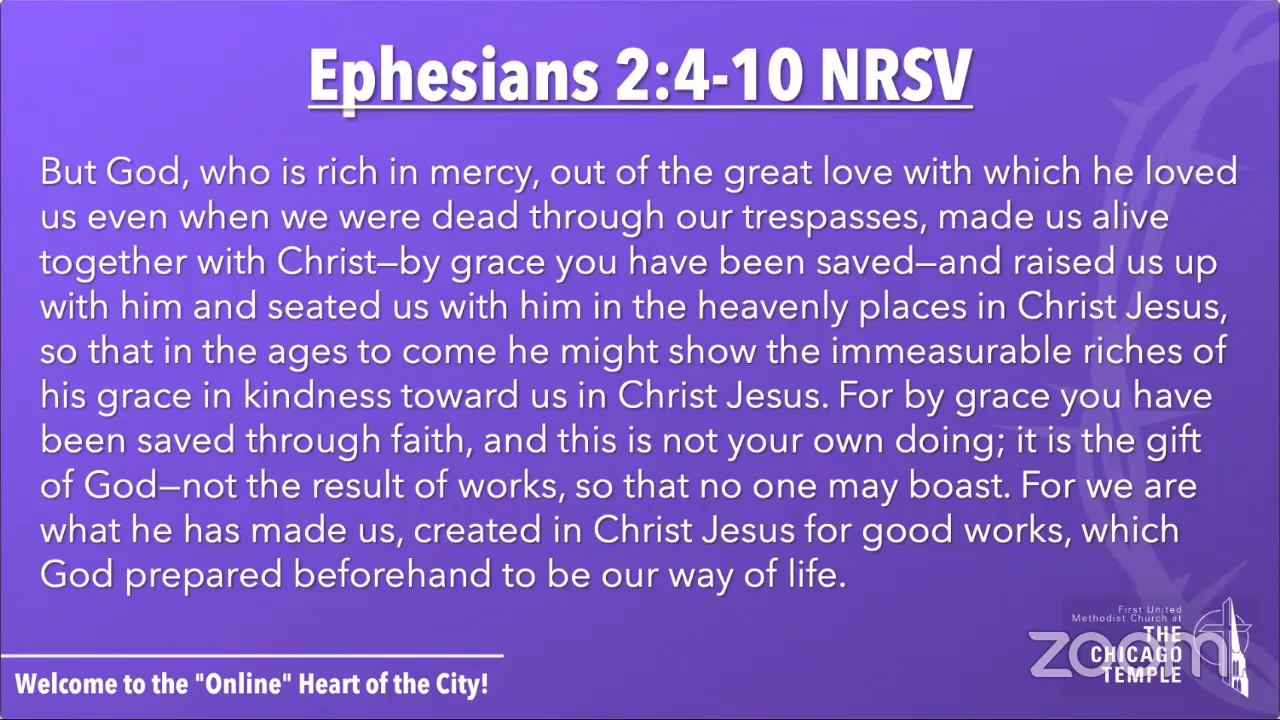 Ephesians 2:4-10 NRSV
But God, who is rich in mercy, out of the great love with which he loved
us even when we were dead through our trespasses, made us alive
together with Christ—by grace you have been saved—and raised us up
with him and seated us with him in the heavenly places in Christ Jesus,
so that in the ages to come he might show the immeasurable riches of
his grace in kindness toward us in Christ Jesus. For by grace you have
been saved through faith, and this is not your own doing; it is the gift
of God—not the result of works, so that no one may boast. For we are
what he has made us, created in Christ Jesus for good works, which
God prepared beforehand to be our way of life.
First United
Methodist Church at
THE
CHICAGO
TEMPLE
zoom
Welcome to the "Online" Heart of the City!